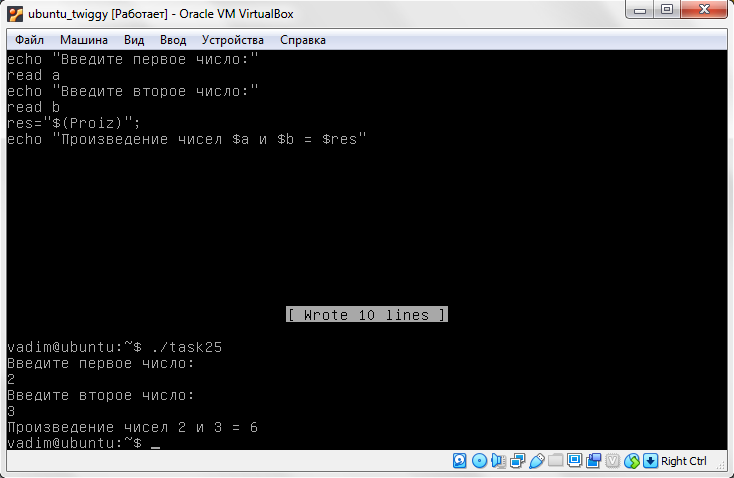 ubuntu_twiggy [Работает] - Oracle VM VirtualBox
Файл Машина Вид Ввод Устройства Справка
echo "Введите первое число:"
read a
echo "Введите второе число:"
read b
res="$(Proiz)";
echo "Произведение чисел $a и $b = $res"
[ Wrote 10 lines ]
vadim@ubuntu:~$ ./task25
Введите первое число:
2
Введите второе число:
3
Произведение чисел 2 и 3 = 6
vadim@ubuntu:~$ _
Right Ctrl